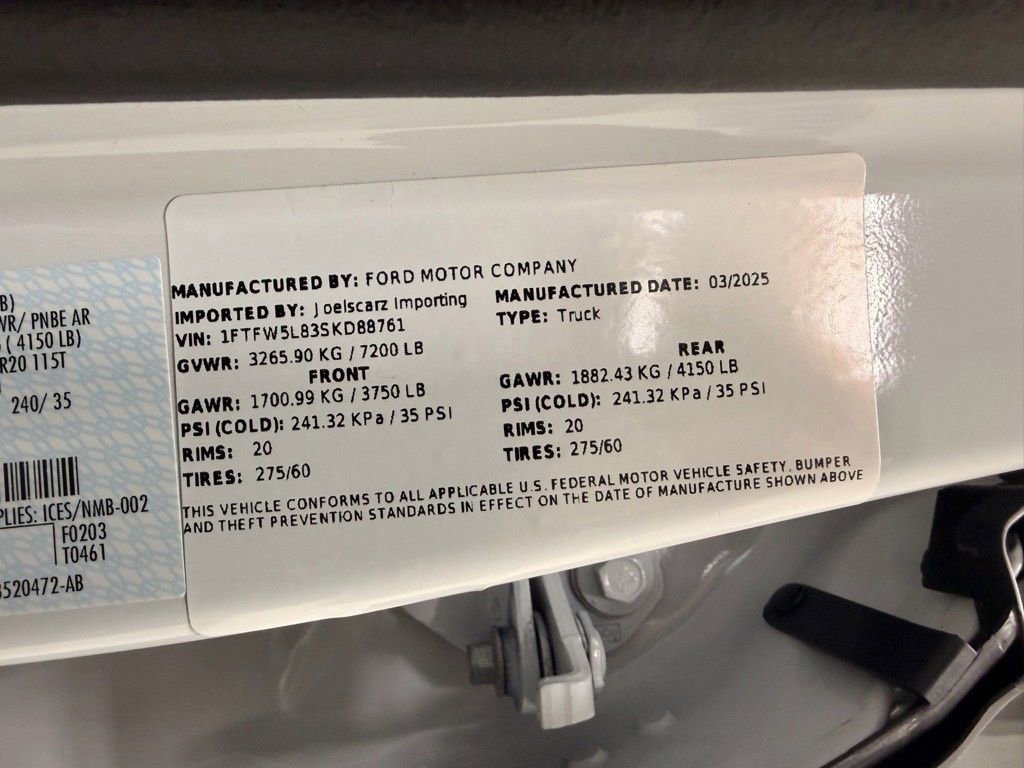 B)
WR/ PNBE AR
( 4150 LB)
R20 115T
240/ 35
PLIES: ICES/NMB-002
F0203
T0461
520472-AB
MANUFACTURED BY: FORD MOTOR COMPANY
IMPORTED BY: Joelscarz Importing
MANUFACTURED DATE: 03/2025
VIN: 1FTFW5L83SKD88761
TYPE: Truck
GVWR: 3265.90 KG / 7200 LB
FRONT
GAWR: 1700.99 KG / 3750 LB
PSI (COLD): 241.32 KPa / 35 PSI
RIMS: 20
TIRES: 275/60
REAR
GAWR: 1882.43 KG / 4150 LB
PSI (COLD): 241.32 KPa / 35 PSI
RIMS: 20
TIRES: 275/60
THIS VEHICLE CONFORMS TO ALL APPLICABLE U.S. FEDERAL MOTOR VEHICLE SAFETY, BUMPER
AND THEFT PREVENTION STANDARDS IN EFFECT ON THE DATE OF MANUFACTURE SHOWN ABOVE